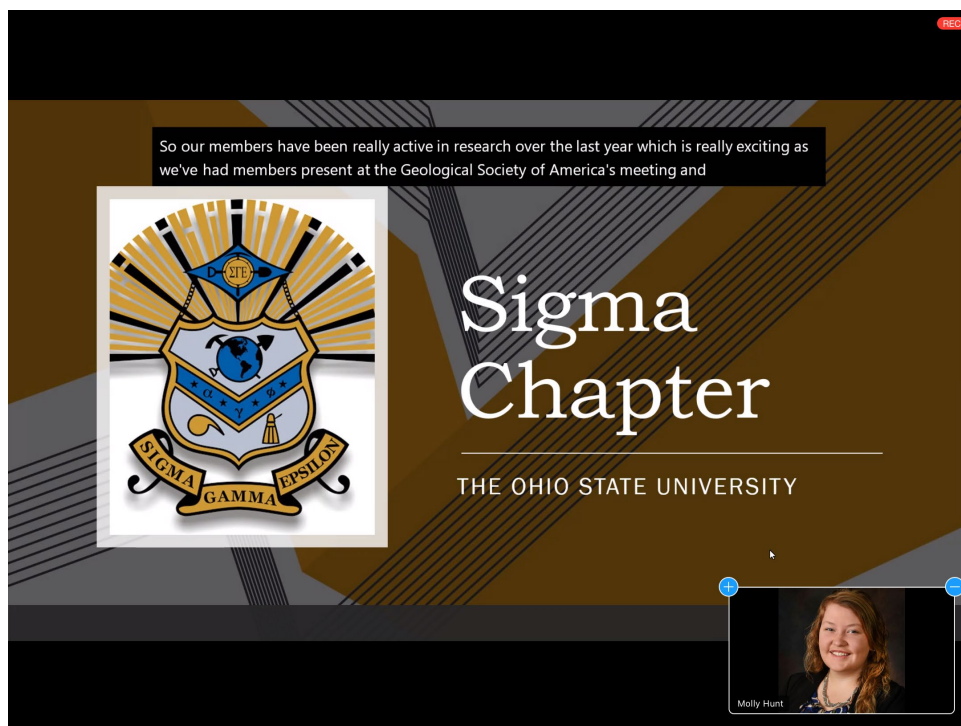 REC
So our members have been really active in research over the last year which is really exciting as
we've had members present at the Geological Society of America's meeting and
D ΣΓΕ
α γ φ
SIGMA
GAMMA
EPSILON
Sigma
Chapter
THE OHIO STATE UNIVERSITY
Molly Hunt